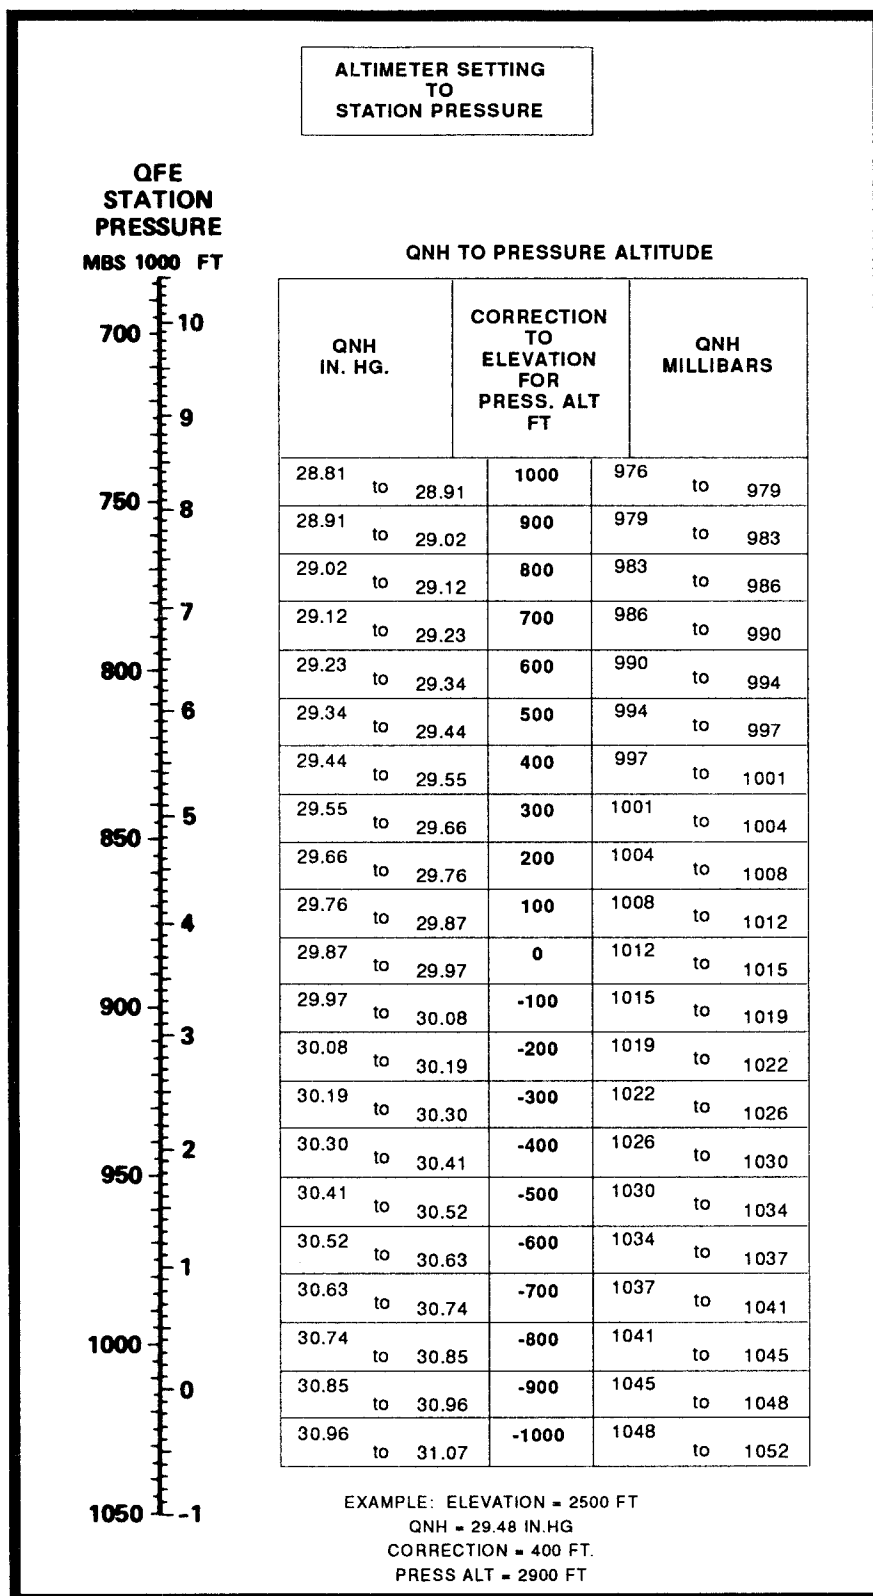 ALTIMETER SETTING
TO
STATION PRESSURE
QFE
STATION
PRESSURE
MBS 1000 FT
700
750
800
850
900
950
1000
1050
10
9
8
7
6
5
4
3
2
1
0
-1
QNH TO PRESSURE ALTITUDE
QNH
IN. HG.
CORRECTION
TO
ELEVATION
FOR
PRESS. ALT
FT
QNH
MILLIBARS
28.81 to 28.91 1000 976 to 979
28.91 to 29.02 900 979 to 983
29.02 to 29.12 800 983 to 986
29.12 to 29.23 700 986 to 990
29.23 to 29.34 600 990 to 994
29.34 to 29.44 500 994 to 997
29.44 to 29.55 400 997 to 1001
29.55 to 29.66 300 1001 to 1004
29.66 to 29.76 200 1004 to 1008
29.76 to 29.87 100 1008 to 1012
29.87 to 29.97 0 1012 to 1015
29.97 to 30.08 -100 1015 to 1019
30.08 to 30.19 -200 1019 to 1022
30.19 to 30.30 -300 1022 to 1026
30.30 to 30.41 -400 1026 to 1030
30.41 to 30.52 -500 1030 to 1034
30.52 to 30.63 -600 1034 to 1037
30.63 to 30.74 -700 1037 to 1041
30.74 to 30.85 -800 1041 to 1045
30.85 to 30.96 -900 1045 to 1048
30.96 to 31.07 -1000 1048 to 1052
EXAMPLE: ELEVATION = 2500 FT
QNH = 29.48 IN.HG
CORRECTION = 400 FT.
PRESS ALT = 2900 FT